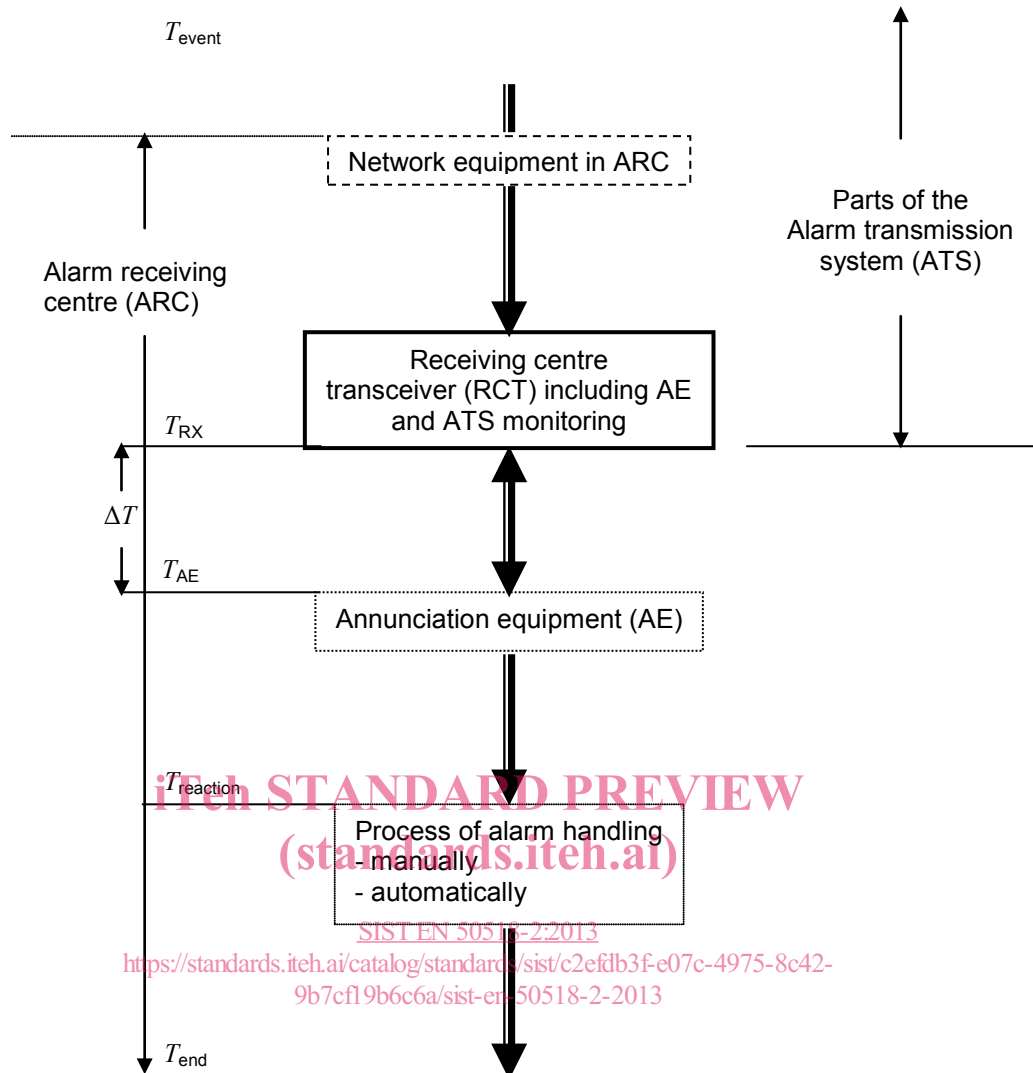 T event
Network equipment in ARC
Parts of the
Alarm transmission
system (ATS)
Alarm receiving
centre (ARC)
Receiving centre
transceiver (RCT) including AE
and ATS monitoring
T RX
ΔT
T AE
Annunciation equipment (AE)
T reaction
iTeh STANDARD PREVIEW
Process of alarm handling
(standards.iteh.ai)
- manually
- automatically
SIST EN 50518-2:2013
https://standards.iteh.ai/catalog/standards/sist/c2efdb3f-e07c-4975-8c42-
9b7cf19b6c6a/sist-en-50518-2-2013
T end